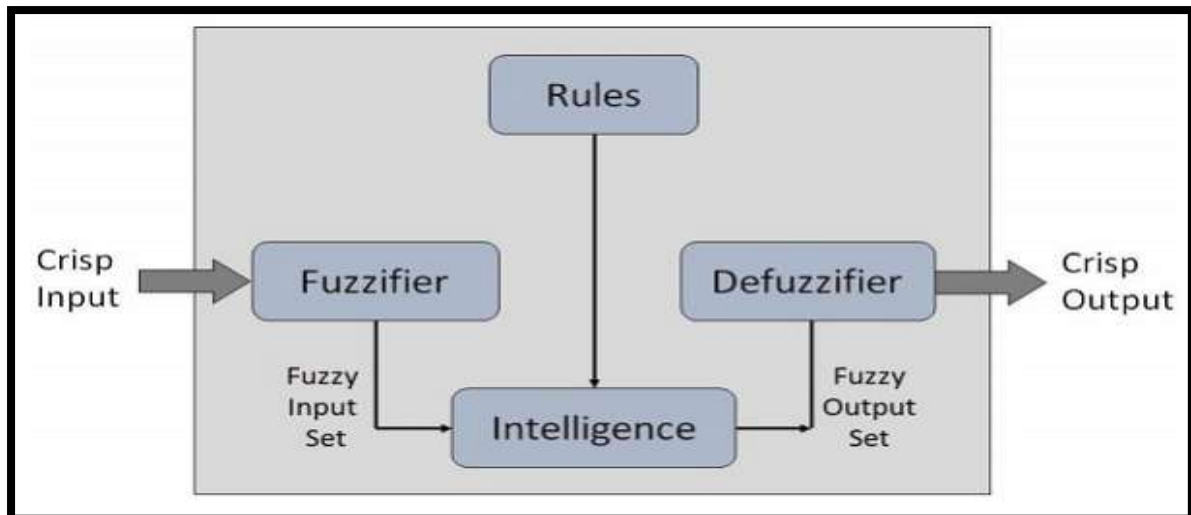 Rules
Crisp
Input
Fuzzifier
Defuzzifier
Crisp
Output
Fuzzy
Input
Set
Intelligence
Fuzzy
Output
Set